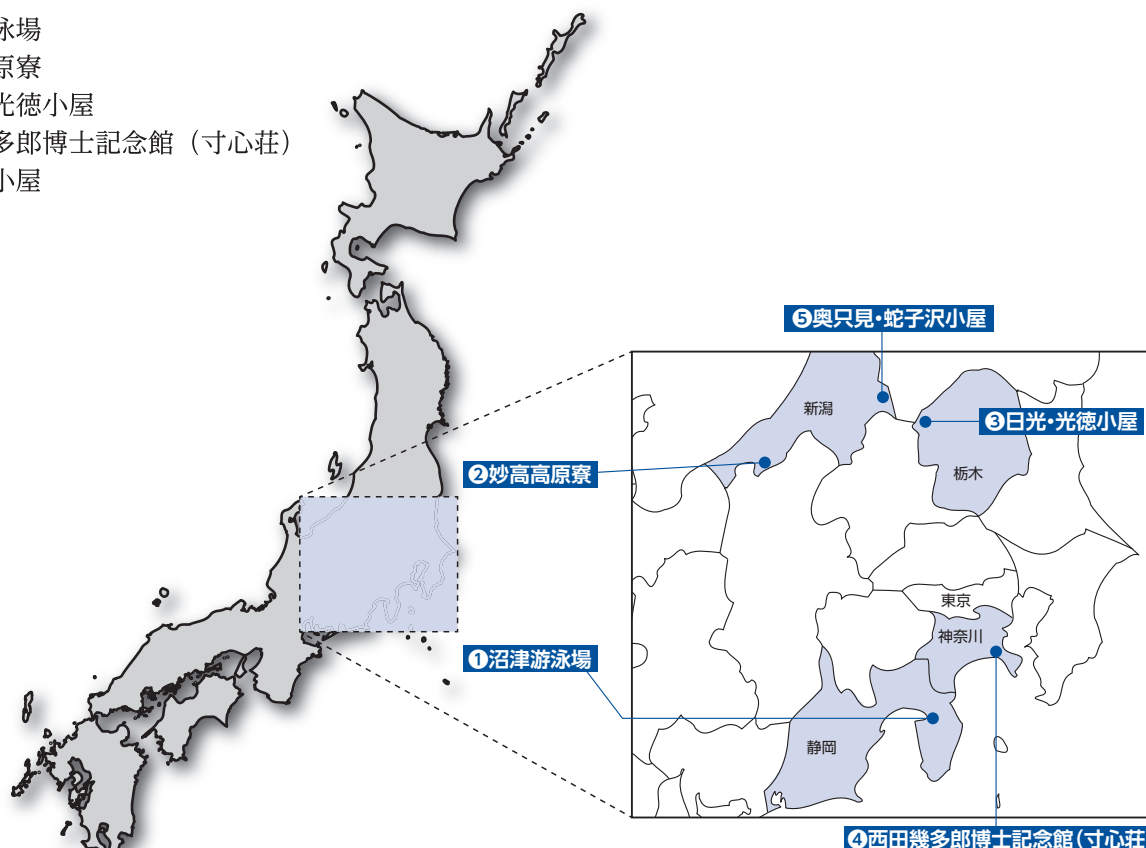 泳場
原寮
光徳小屋
多郎博士記念館（寸心荘）
小屋
❺奥只見・蛇子沢小屋
新潟
❸日光・光徳小屋
❷妙高高原寮
栃木
東京
神奈川
❶沼津游泳場
静岡
❹西田幾多郎博士記念館（寸心荘